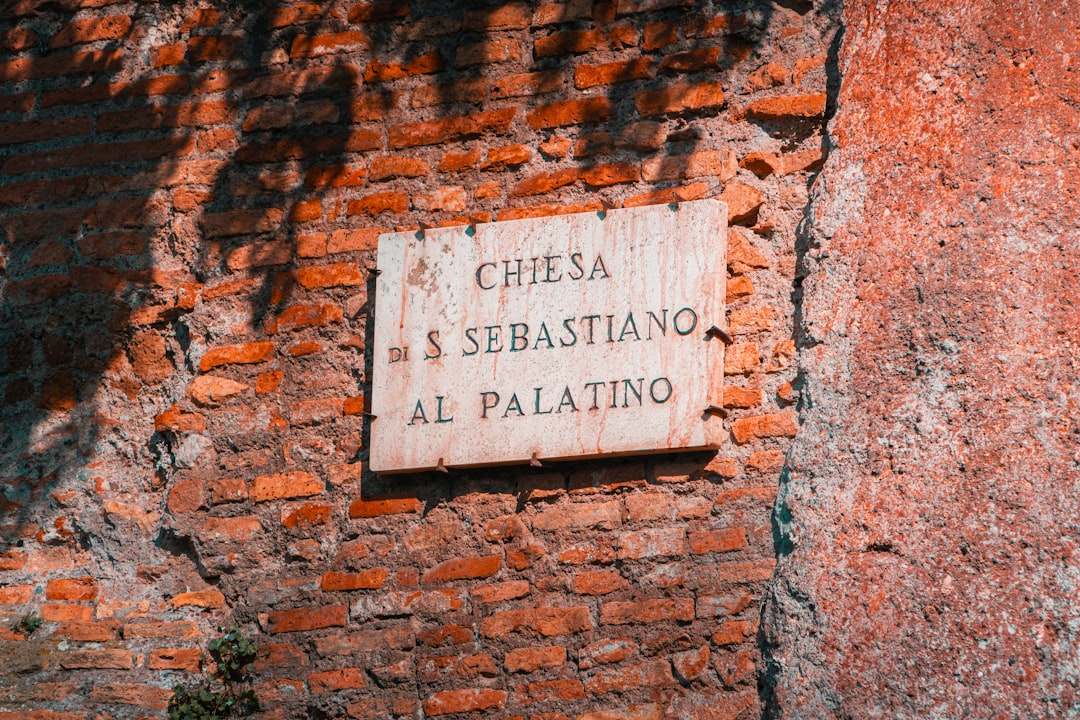 CHIESA
DI S. SEBASTIANO
AL PALATINO